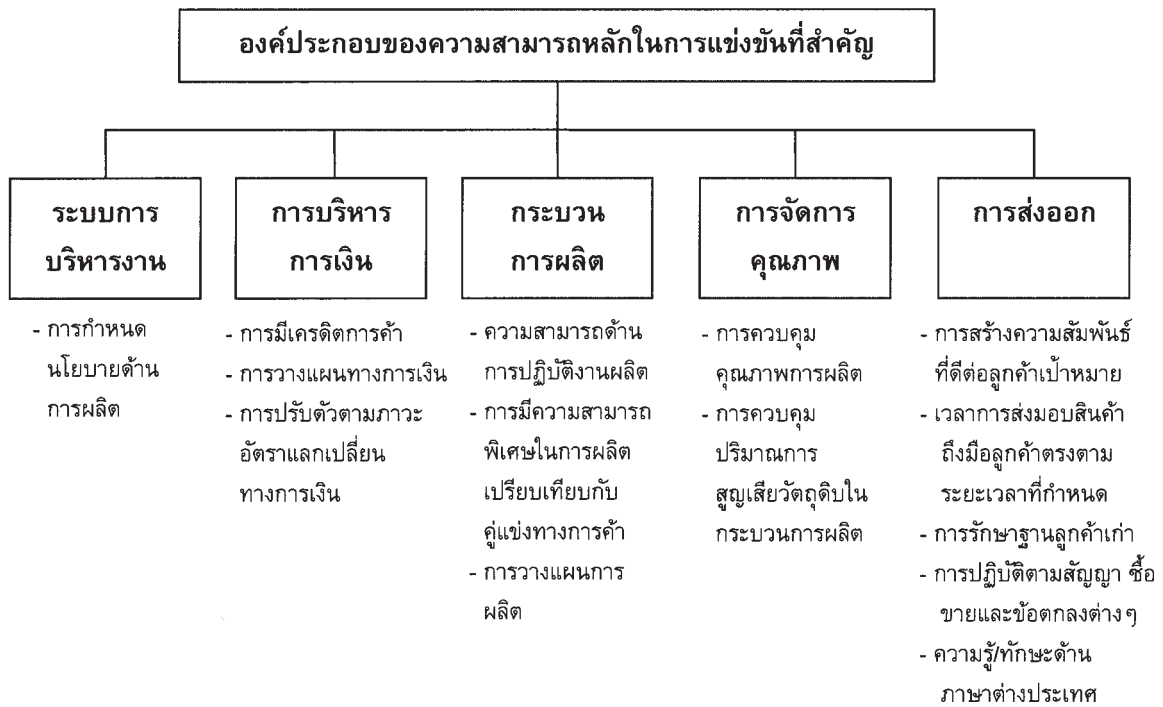 องค์ประกอบของความสามารถหลักในการแข่งขันที่สำคัญ
ระบบการ
บริหารงาน
- การกำหนด
นโยบายด้าน
การผลิต
การบริหาร
การเงิน
- การมีเครดิตการค้า
- การวางแผนทางการเงิน
- การปรับตัวตามภาวะ
อัตราแลกเปลี่ยน
ทางการเงิน
กระบวน
การผลิต
- ความสามารถด้าน
การปฏิบัติงานผลิต
- การมีความสามารถ
พิเศษในการผลิต
เปรียบเทียบกับ
คู่แข่งทางการค้า
- การวางแผนการ
ผลิต
การจัดการ
คุณภาพ
- การควบคุม
คุณภาพการผลิต
- การควบคุม
ปริมาณการ
สูญเสียวัตถุดิบใน
กระบวนการผลิต
การส่งออก
- การสร้างความสัมพันธ์
ที่ดีต่อลูกค้าเป้าหมาย
- เวลาการส่งมอบสินค้า
ถึงมือลูกค้าตรงตาม
ระยะเวลาที่กำหนด
- การรักษาฐานลูกค้าเก่า
- การปฏิบัติตามสัญญา ซื้อ
ขายและข้อตกลงต่างๆ
- ความรู้/ทักษะด้าน
ภาษาต่างประเทศ